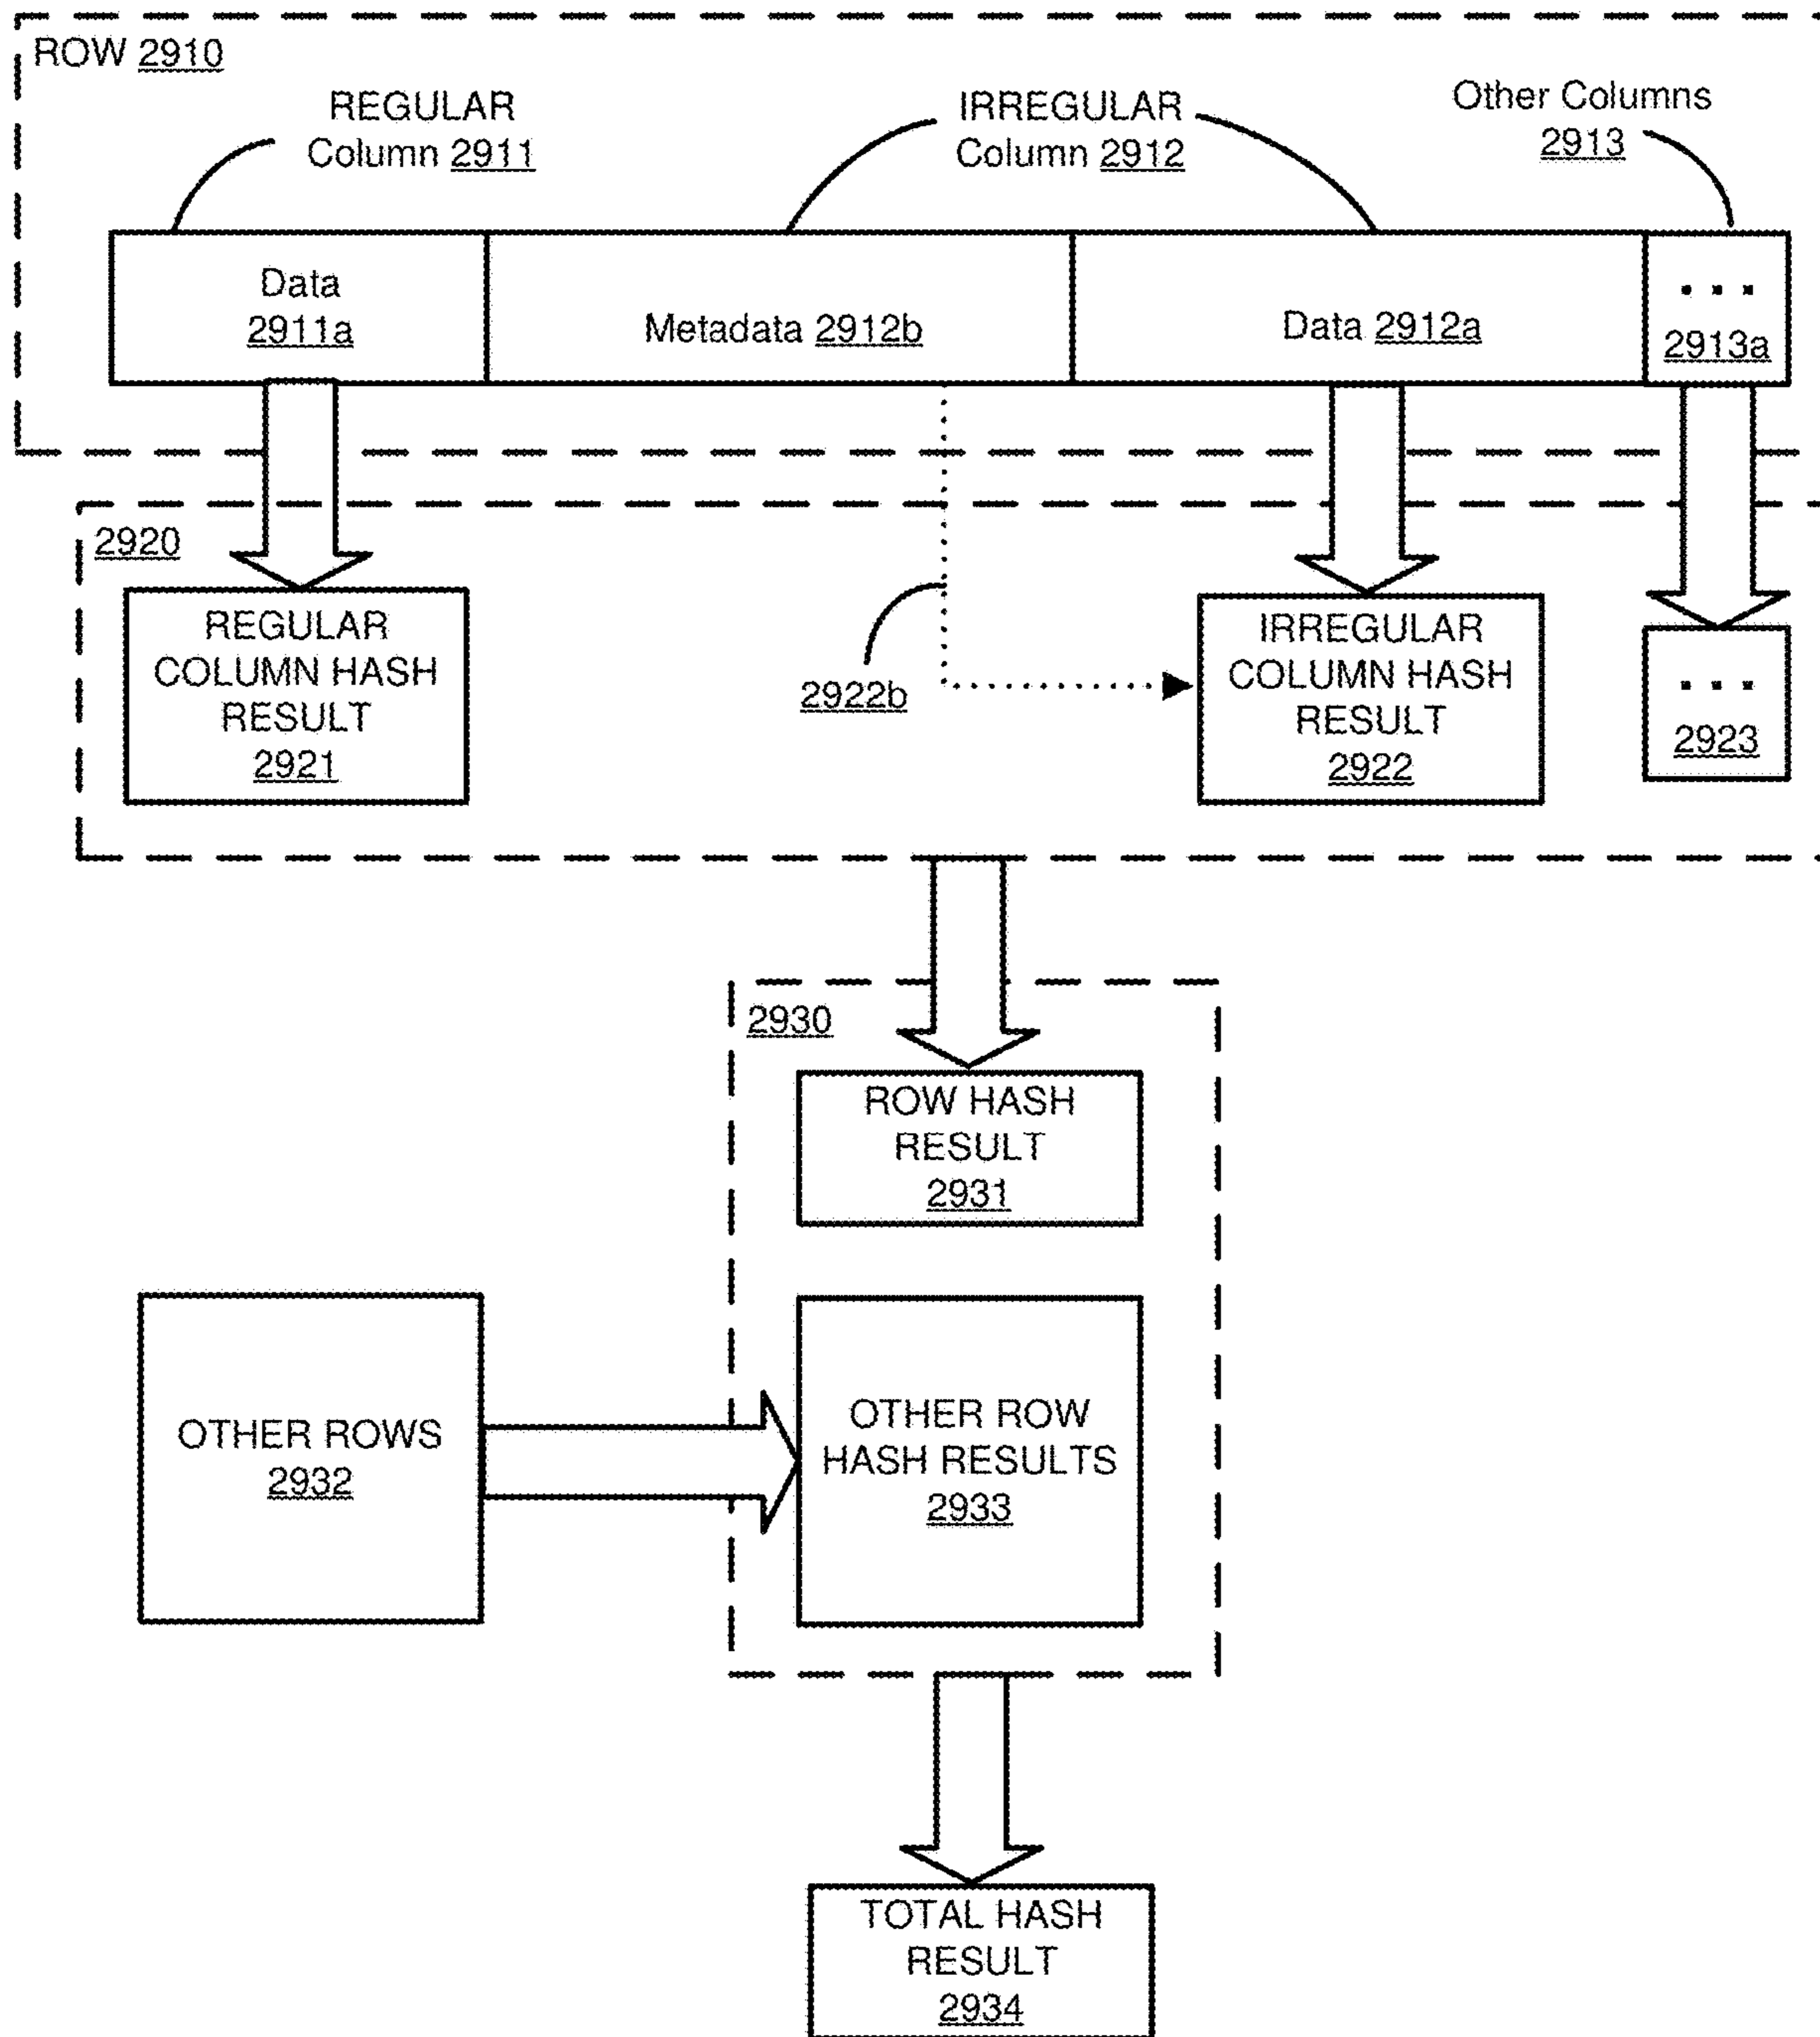 ROW 2910
REGULAR
Column 2911
IRREGULAR
Column 2912
Other Columns
2913
Data
2911a
Metadata 2912b
Data 2912a
. . .
2913a
2920
REGULAR
COLUMN HASH
RESULT
2921
2922b
IRREGULAR
COLUMN HASH
RESULT
2922
. . .
2923
2930
ROW HASH
RESULT
2931
OTHER ROWS
2932
OTHER ROW
HASH RESULTS
2933
TOTAL HASH
RESULT
2934